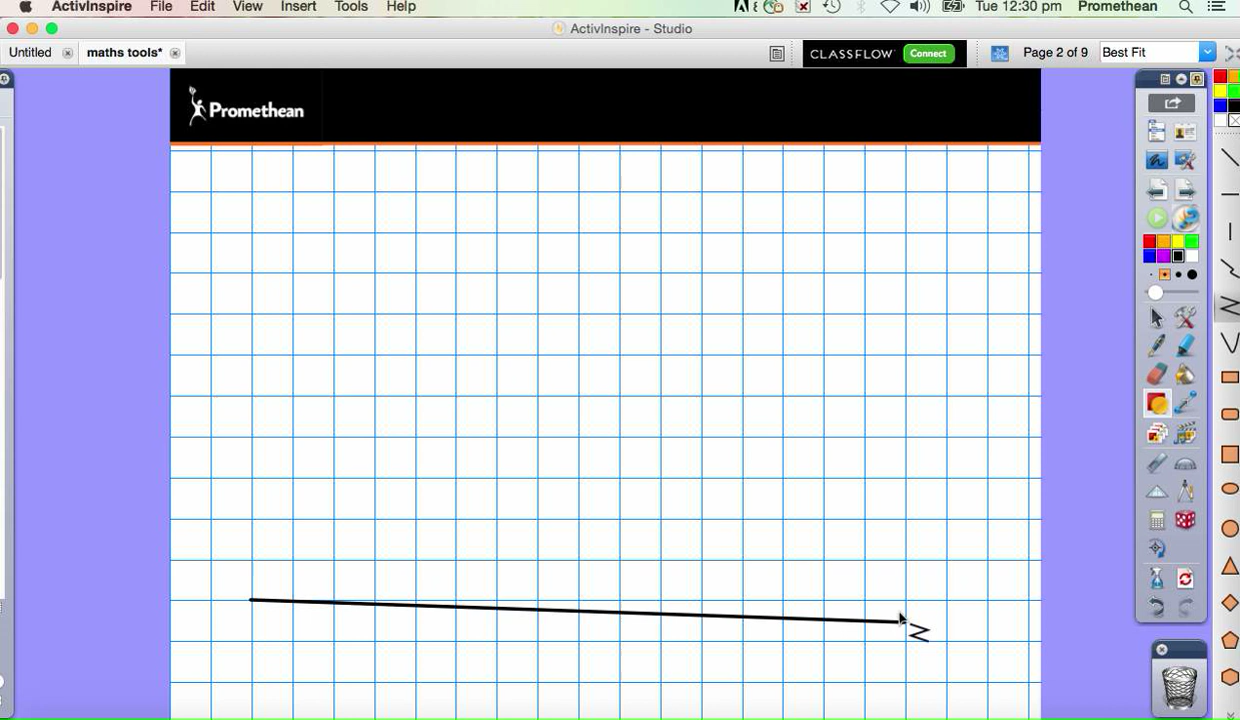 ActivInspire File Edit View Insert Tools Help Tue 12:30 pm Promethean
ActivInspire - Studio
Untitled maths tools* CLASSFLOW Connect Page 2 of 9 Best Fit
Promethean